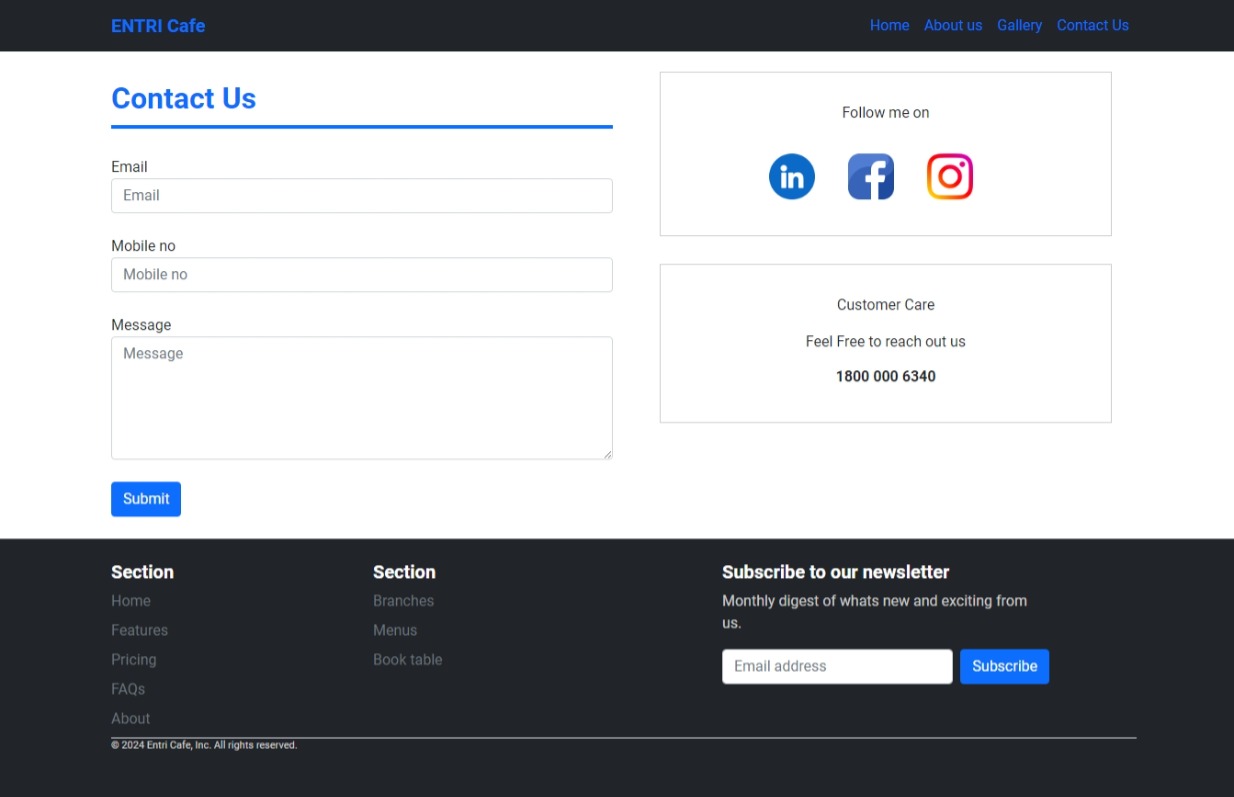 ENTRI Cafe
Home About us Gallery Contact Us
Contact Us
Email
Email
Mobile no
Mobile no
Message
Message
Submit
Follow me on
in f
Customer Care
Feel Free to reach out us
1800 000 6340
Section
Home
Features
Pricing
FAQs
About
Section
Branches
Menus
Book table
Subscribe to our newsletter
Monthly digest of whats new and exciting from
us.
Email address
Subscribe
© 2024 Entri Cafe, Inc. All rights reserved.